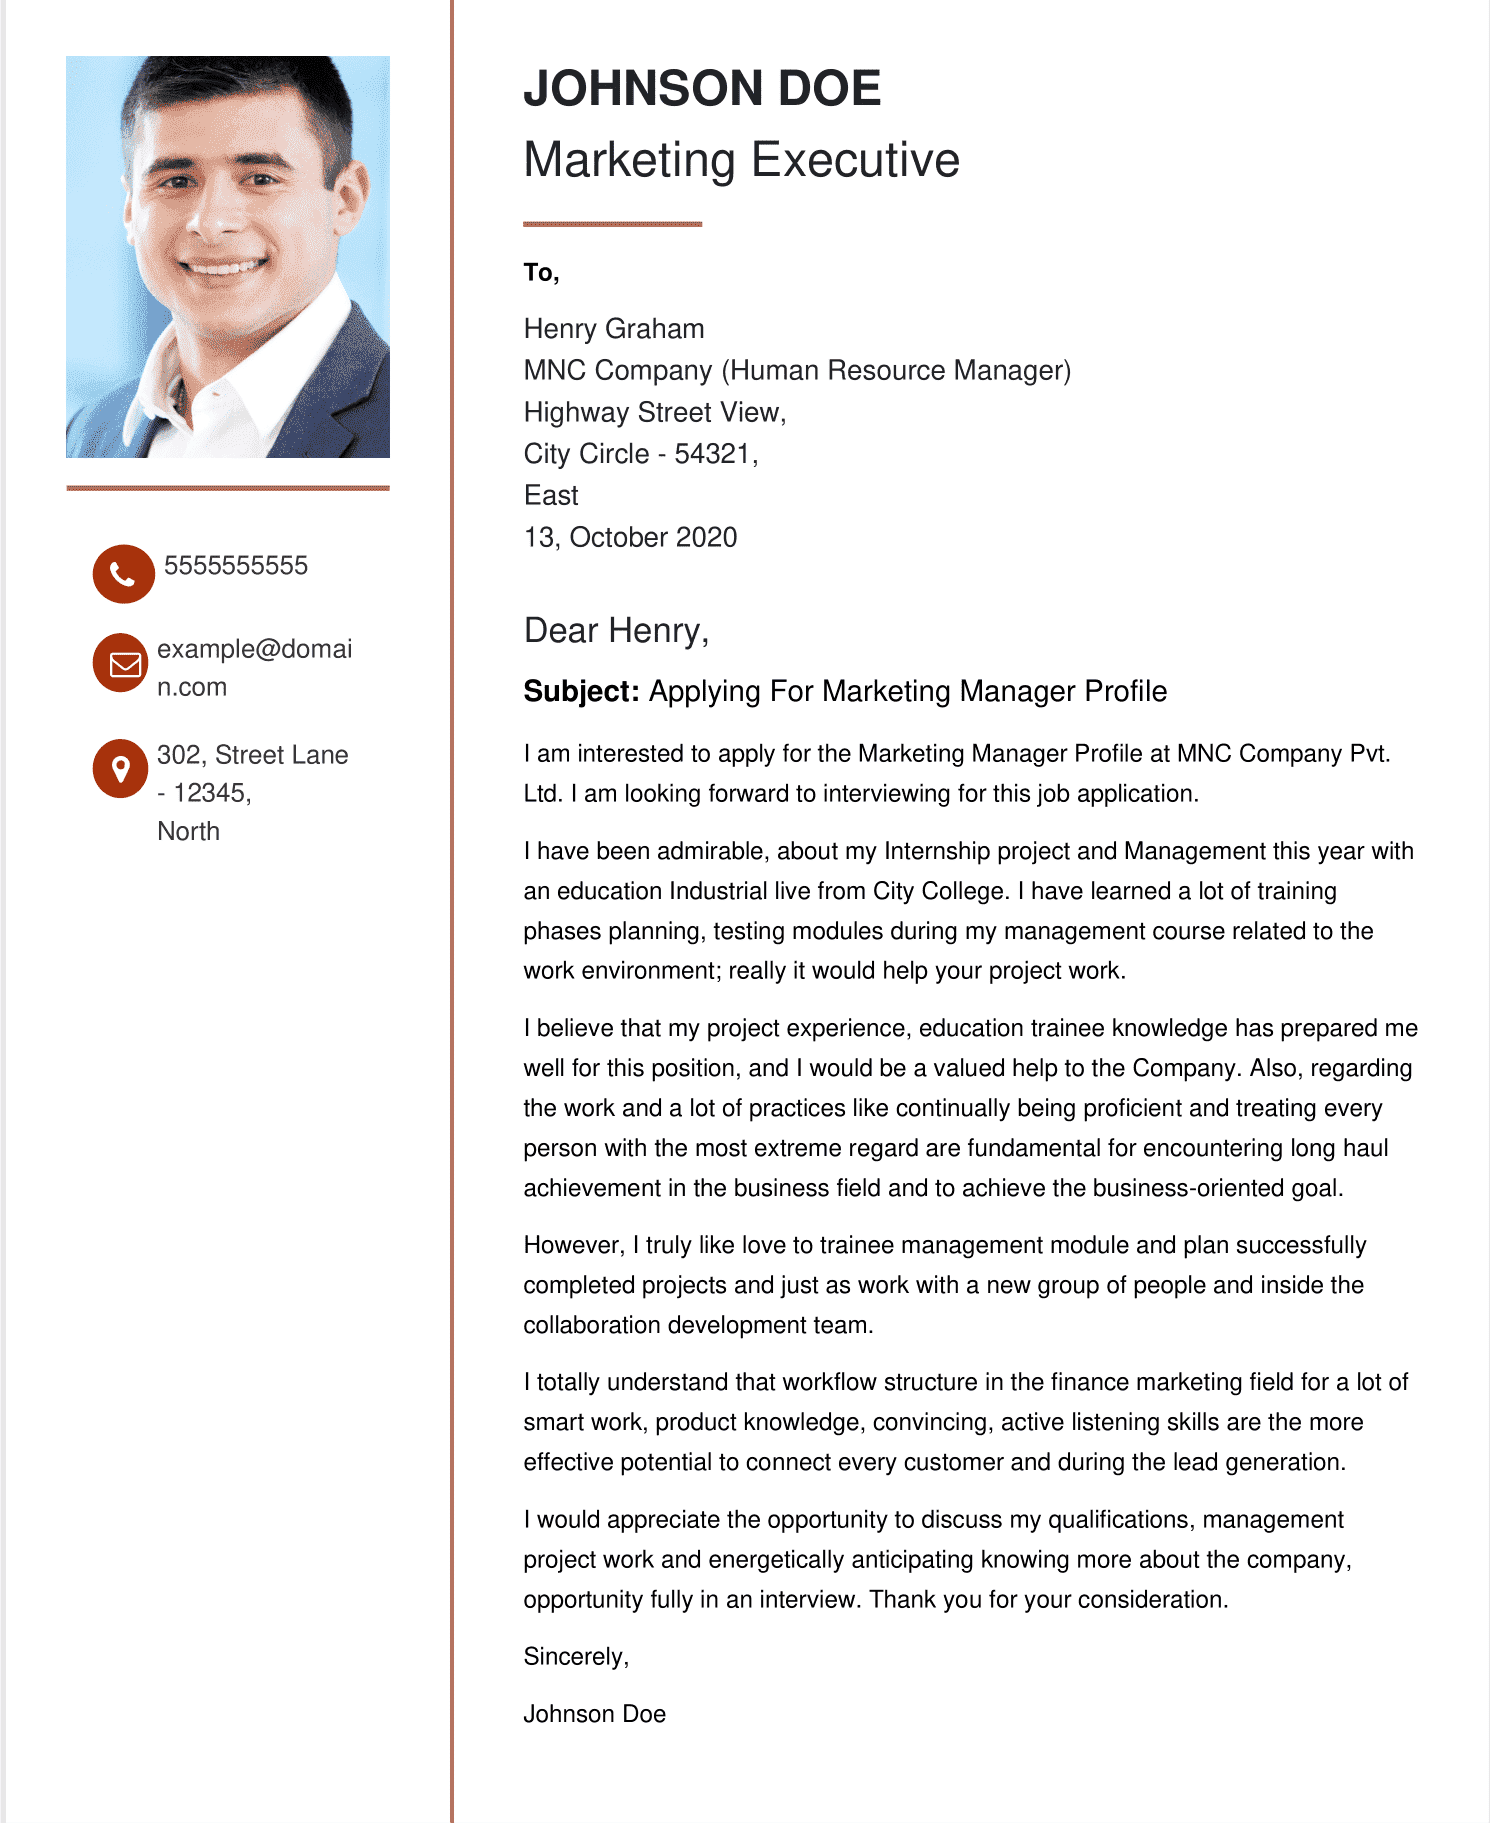 JOHNSON DOE
Marketing Executive
5555555555
example@domai
n.com
302, Street Lane
- 12345,
North
To,
Henry Graham
MNC Company (Human Resource Manager)
Highway Street View,
City Circle - 54321,
East
13, October 2020
Dear Henry,
Subject: Applying For Marketing Manager Profile
I am interested to apply for the Marketing Manager Profile at MNC Company Pvt.
Ltd. I am looking forward to interviewing for this job application.
I have been admirable, about my Internship project and Management this year with
an education Industrial live from City College. I have learned a lot of training
phases planning, testing modules during my management course related to the
work environment; really it would help your project work.
I believe that my project experience, education trainee knowledge has prepared me
well for this position, and I would be a valued help to the Company. Also, regarding
the work and a lot of practices like continually being proficient and treating every
person with the most extreme regard are fundamental for encountering long haul
achievement in the business field and to achieve the business-oriented goal.
However, I truly like love to trainee management module and plan successfully
completed projects and just as work with a new group of people and inside the
collaboration development team.
I totally understand that workflow structure in the finance marketing field for a lot of
smart work, product knowledge, convincing, active listening skills are the more
effective potential to connect every customer and during the lead generation.
I would appreciate the opportunity to discuss my qualifications, management
project work and energetically anticipating knowing more about the company,
opportunity fully in an interview. Thank you for your consideration.
Sincerely,
Johnson Doe